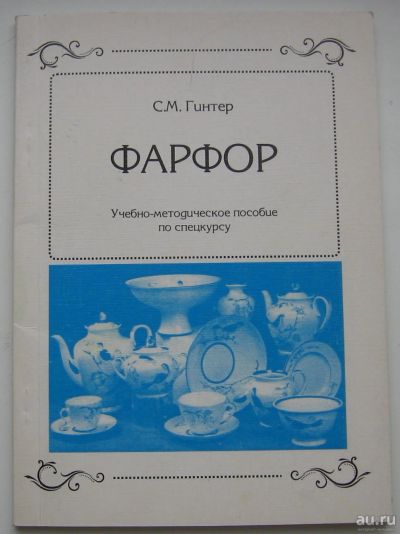 С.М. Гинтер
ФАРФОР
Учебно-методическое пособие
по спецкурсу
au.ru